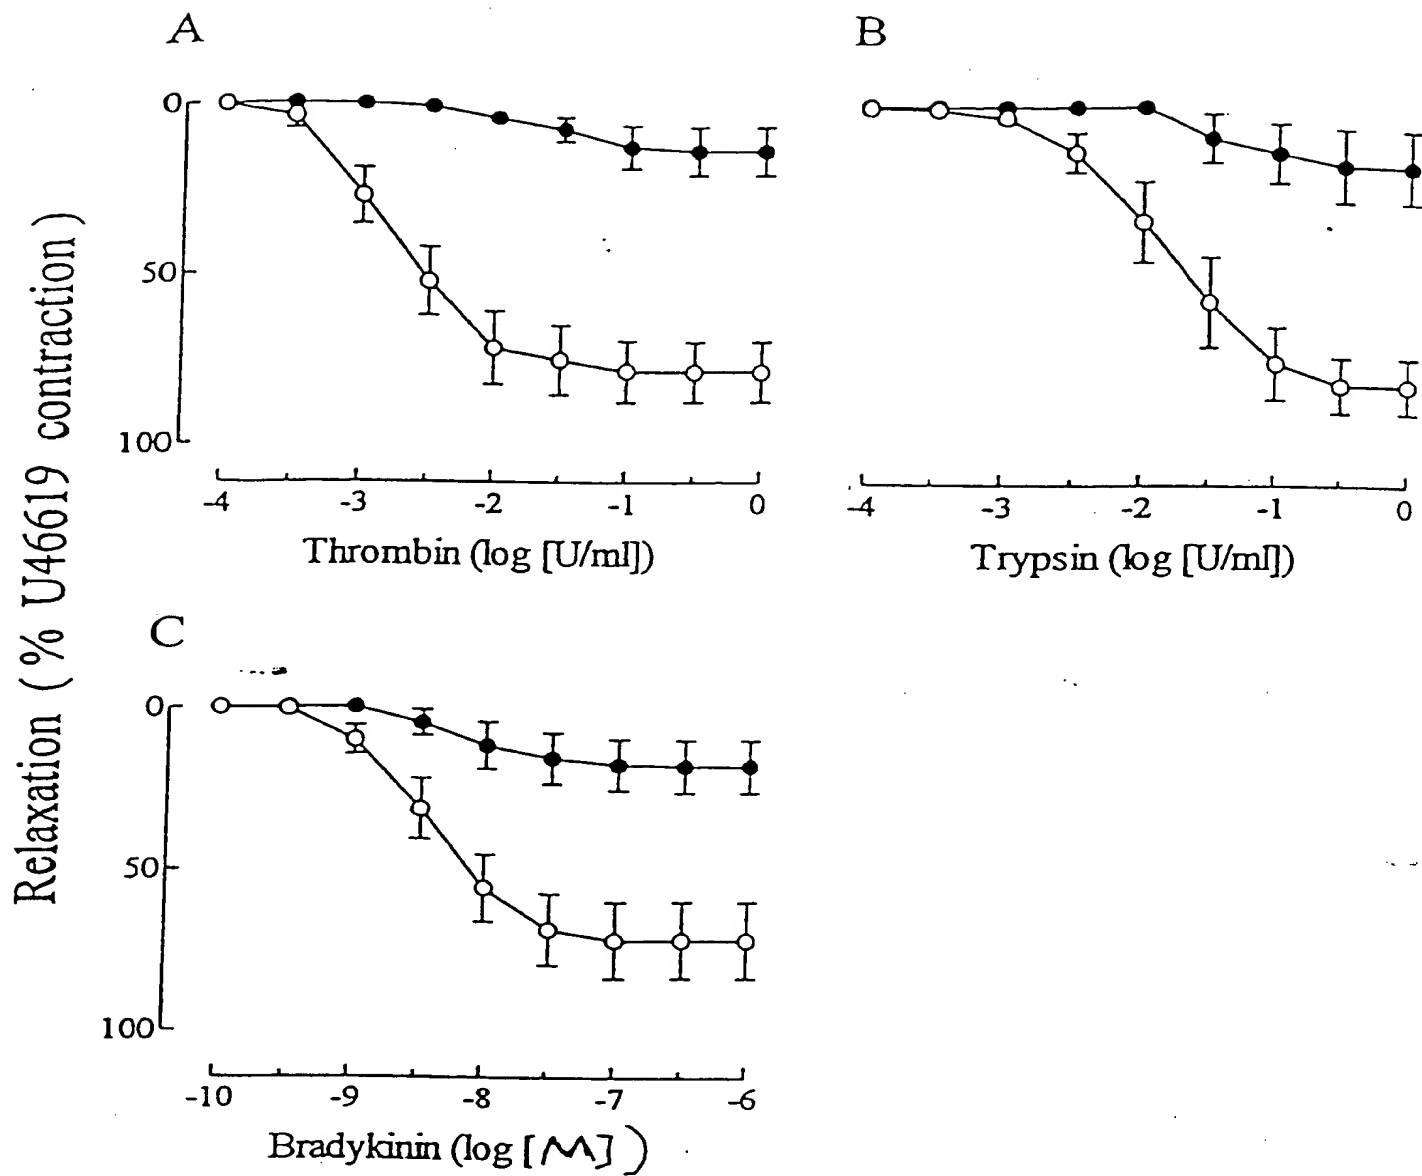 A
B
0
50
100
-4 -3 -2 -1 0
Thrombin (log [U/ml])
-4 -3 -2 -1 0
Trypsin (log [U/ml])
C
0
50
100
-10 -9 -8 -7 -6
Bradykinin (log [M])
Relaxation (% U46619 contraction)